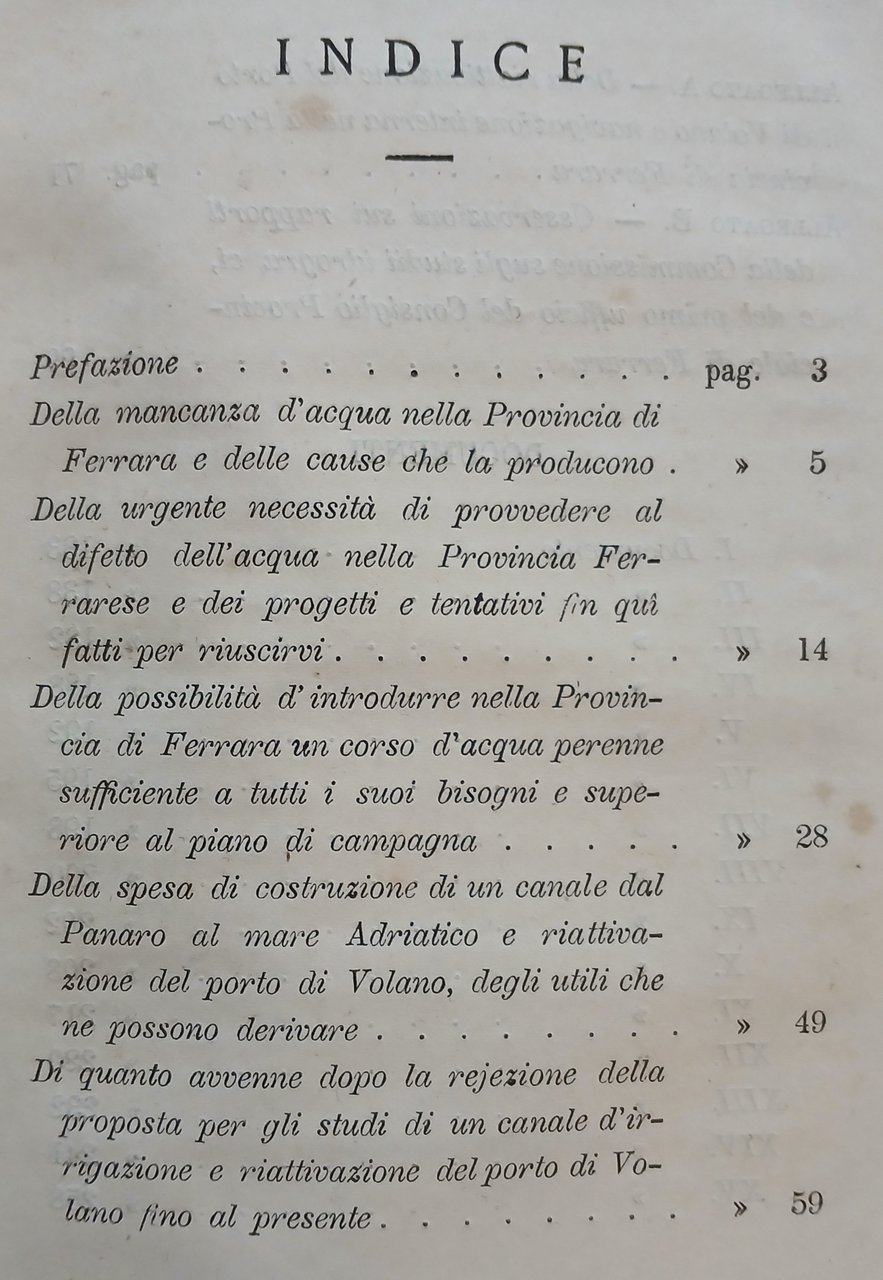 INDICE
Prefazione . . . . . . . . . . . . pag. 3
Della mancanza d'acqua nella Provincia di
Ferrara e delle cause che la producono . » 5
Della urgente necessità di provvedere al
difetto dell'acqua nella Provincia Fer-
rarese e dei progetti e tentativi fin quì
fatti per riuscirvi . . . . . . . . . » 14
Della possibilità d'introdurre nella Provin-
cia di Ferrara un corso d'acqua perenne
sufficiente a tutti i suoi bisogni e supe-
riore al piano di campagna . . . . . » 28
Della spesa di costruzione di un canale dal
Panaro al mare Adriatico e riattiva-
zione del porto di Volano, degli utili che
ne possono derivare . . . . . . . . » 49
Di quanto avvenne dopo la rejezione della
proposta per gli studi di un canale d'ir-
rigazione e riattivazione del porto di Vo-
lano fino al presente . . . . . . . . » 59